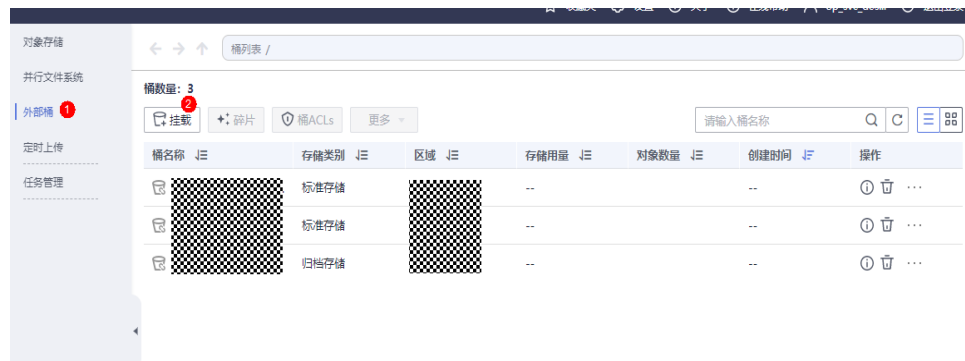 对象存储
并行文件系统
外部桶 1
定时上传
任务管理
桶列表 /
桶数量: 3
2
挂载 碎片 桶ACLs 更多 请输入桶名称
桶名称 存储类别 区域 存储用量 对象数量 创建时间 操作
标准存储 -- -- ...
标准存储 -- -- ...
归档存储 -- -- ...